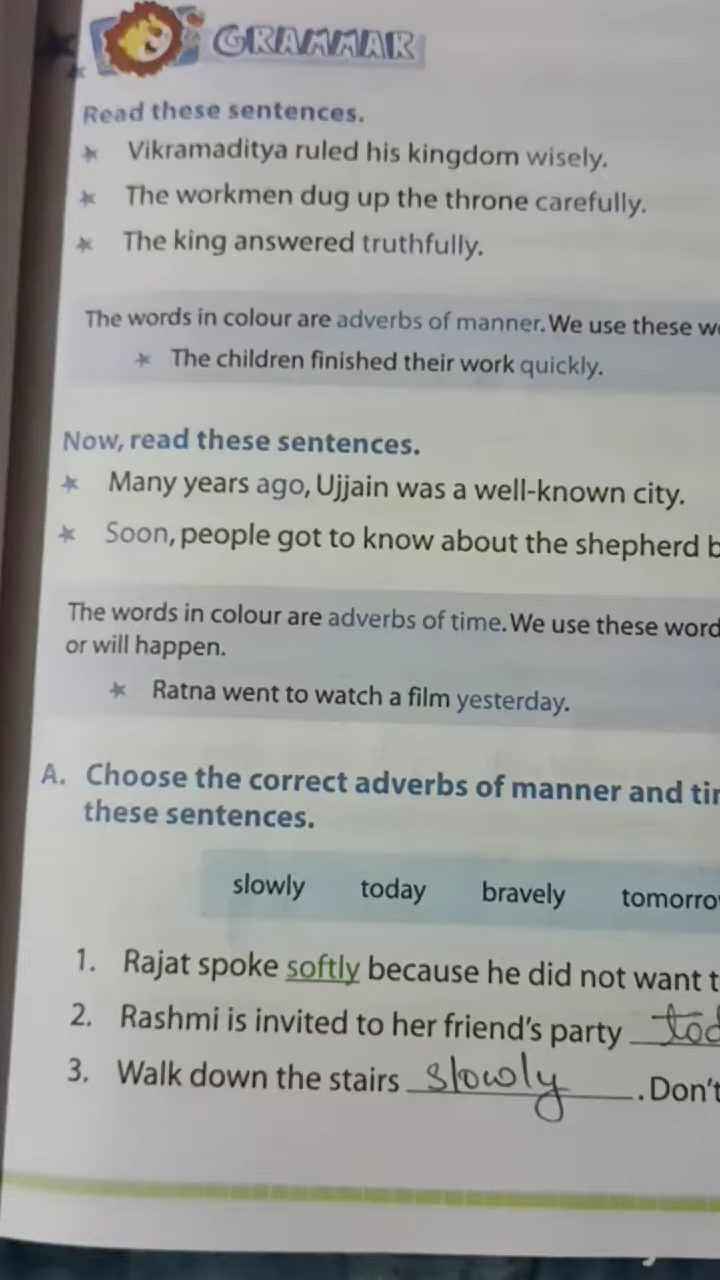 GRAMMAR
Read these sentences.
Vikramaditya ruled his kingdom wisely.
The workmen dug up the throne carefully.
The king answered truthfully.
The words in colour are adverbs of manner. We use these
The children finished their work quickly.
Now, read these sentences.
Many years ago, Ujjain was a well-known city.
Soon, people got to know about the shepherd
The words in colour are adverbs of time. We use these
or will happen.
Ratna went to watch a film yesterday.
A. Choose the correct adverbs of manner and
these sentences.
slowly today bravely
1. Rajat spoke softly because he did not want
2. Rashmi is invited to her friend's party
3. Walk down the stairs slowly. Don't